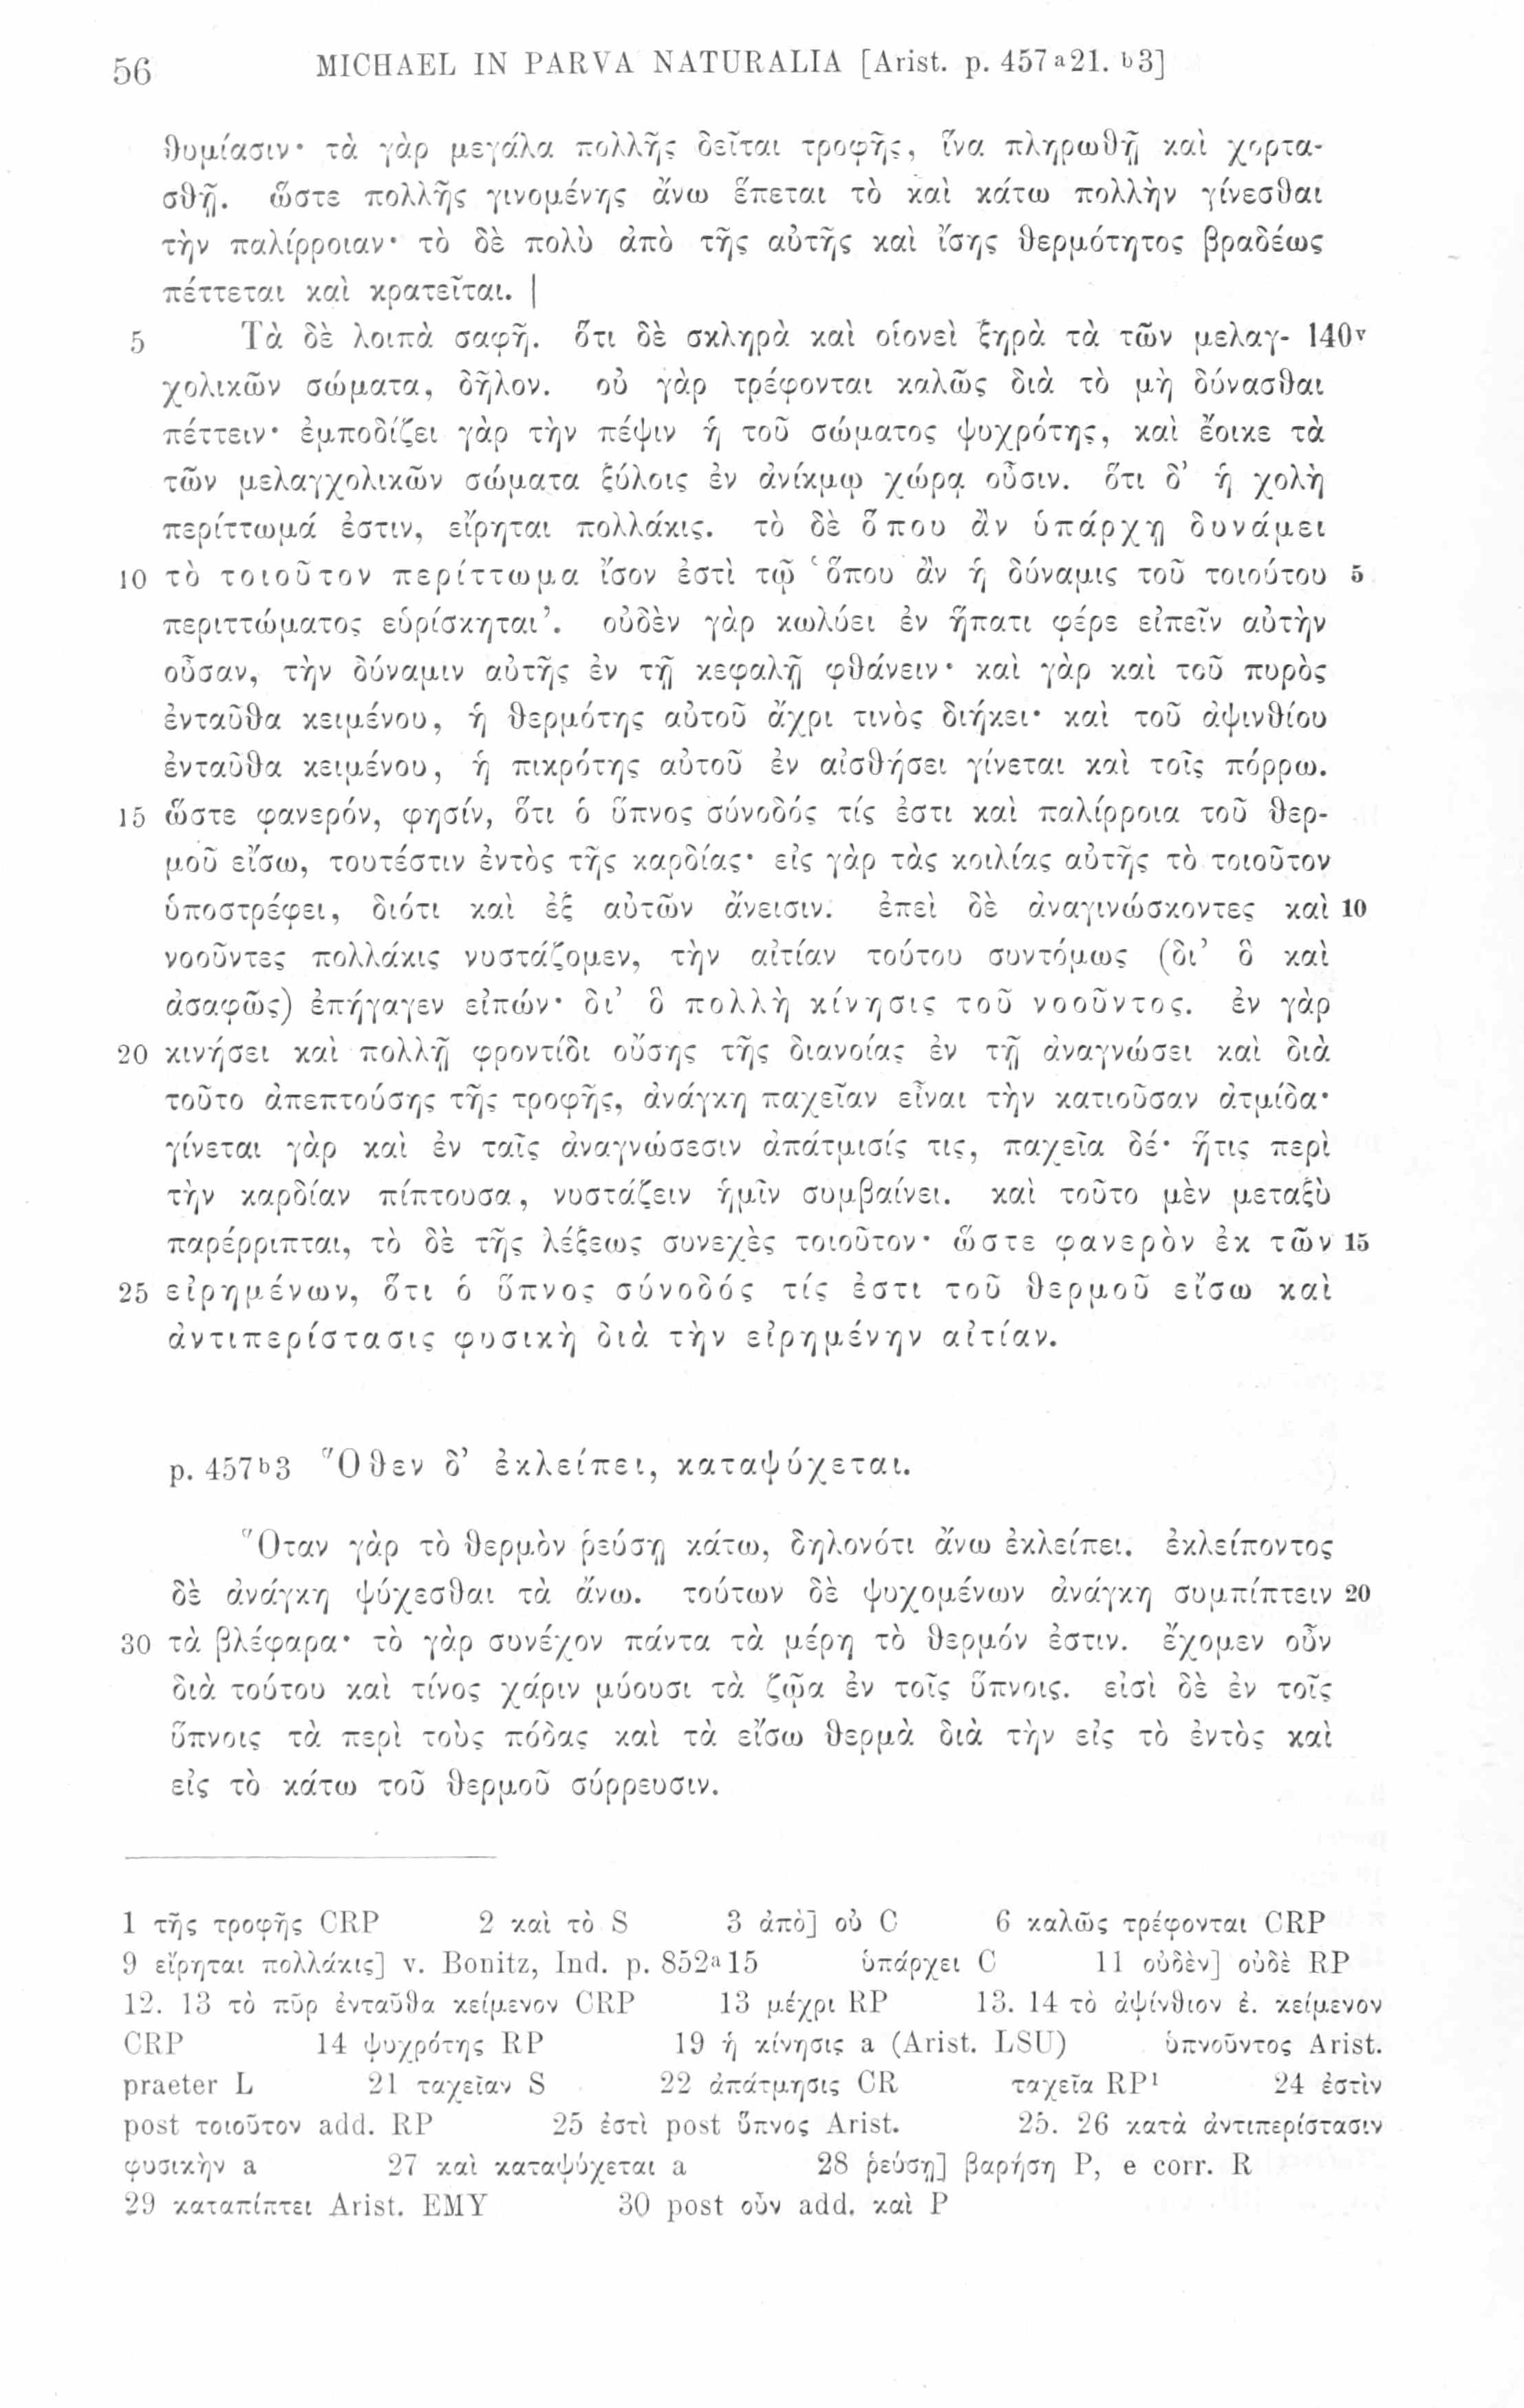 56 MICHAEL IN PARVA NATURALIA [Arist. p. 457ᵃ21. ᵇ3]
θυμίασιν· τὰ γὰρ μεγάλα πολλῆς δεῖται τροφῆς, ἵνα πληρωθῇ καὶ χορτα-
σθῇ. ὥστε πολλῆς γινομένης ἄνω ἕπεται τὸ καὶ κάτω πολλὴν γίνεσθαι
τὴν παλίρροιαν· τὸ δὲ πολὺ ἀπὸ τῆς αὐτῆς καὶ ἴσης θερμότητος βραδέως
πέττεται καὶ κρατεῖται. |
5 Τὰ δὲ λοιπὰ σαφῆ. ὅτι δὲ σκληρὰ καὶ οἱονεὶ ξηρὰ τὰ τῶν μελαγ- 140ᵛ
χολικῶν σώματα, δῆλον. οὐ γὰρ τρέφονται καλῶς διὰ τὸ μὴ δύνασθαι
πέττειν· ἐμποδίζει γὰρ τὴν πέψιν ἡ τοῦ σώματος ψυχρότης, καὶ ἔοικε τὰ
τῶν μελαγχολικῶν σώματα ξύλοις ἐν ἀνίκμῳ χώρᾳ οὖσιν. ὅτι δ’ ἡ χολὴ
περίττωμά ἐστιν, εἴρηται πολλάκις. τὸ δὲ ὅπου ἂν ὑπάρχῃ δυνάμει
10 τὸ τοιοῦτον περίττωμα ἴσον ἐστὶ τῷ ‘ὅπου ἂν ἡ δύναμις τοῦ τοιούτου 5
περιττώματος εὑρίσκηται’. οὐδὲν γὰρ κωλύει ἐν ἥπατι φέρε εἰπεῖν αὐτὴν
οὖσαν, τὴν δύναμιν αὐτῆς ἐν τῇ κεφαλῇ φθάνειν· καὶ γὰρ καὶ τοῦ πυρὸς
ἐνταῦθα κειμένου, ἡ θερμότης αὐτοῦ ἄχρι τινὸς διήκει· καὶ τοῦ ἀψινθίου
ἐνταῦθα κειμένου, ἡ πικρότης αὐτοῦ ἐν αἰσθήσει γίνεται καὶ τοῖς πόρρω.
15 ὥστε φανερόν, φησίν, ὅτι ὁ ὕπνος σύνοδός τίς ἐστι καὶ παλίρροια τοῦ θερ-
μοῦ εἴσω, τουτέστιν ἐντὸς τῆς καρδίας· εἰς γὰρ τὰς κοιλίας αὐτῆς τὸ τοιοῦτον
ὑποστρέφει, διότι καὶ ἐξ αὐτῶν ἄνεισιν. ἐπεὶ δὲ ἀναγινώσκοντες καὶ 10
νοοῦντες πολλάκις νυστάζομεν, τὴν αἰτίαν τούτου συντόμως (δι’ ὃ καὶ
ἀσαφῶς) ἐπήγαγεν εἰπών· δι’ ὃ πολλὴ κίνησις τοῦ νοοῦντος. ἐν γὰρ
20 κινήσει καὶ πολλῇ φροντίδι οὔσης τῆς διανοίας ἐν τῇ ἀναγνώσει καὶ διὰ
τοῦτο ἀπεπτούσης τῆς τροφῆς, ἀνάγκη παχεῖαν εἶναι τὴν κατιοῦσαν ἀτμίδα·
γίνεται γὰρ καὶ ἐν ταῖς ἀναγνώσεσιν ἀπάτμισίς τις, παχεῖα δέ· ἥτις περὶ
τὴν καρδίαν πίπτουσα, νυστάζειν ἡμῖν συμβαίνει. καὶ τοῦτο μὲν μεταξὺ
παρέρριπται, τὸ δὲ τῆς λέξεως συνεχὲς τοιοῦτον· ὥστε φανερὸν ἐκ τῶν 15
25 εἰρημένων, ὅτι ὁ ὕπνος σύνοδός τίς ἐστι τοῦ θερμοῦ εἴσω καὶ
ἀντιπερίστασις φυσικὴ διὰ τὴν εἰρημένην αἰτίαν.
p. 457ᵇ3 Ὅθεν δ’ ἐκλείπει, καταψύχεται.
Ὅταν γὰρ τὸ θερμὸν ῥεύσῃ κάτω, δηλονότι ἄνω ἐκλείπει. ἐκλείποντος
δὲ ἀνάγκη ψύχεσθαι τὰ ἄνω. τούτων δὲ ψυχομένων ἀνάγκη συμπίπτειν 20
30 τὰ βλέφαρα· τὸ γὰρ συνέχον πάντα τὰ μέρη τὸ θερμόν ἐστιν. ἔχομεν οὖν
διὰ τούτου καὶ τίνος χάριν μύουσι τὰ ζῷα ἐν τοῖς ὕπνοις. εἰσὶ δὲ ἐν τοῖς
ὕπνοις τὰ περὶ τοὺς πόδας καὶ τὰ εἴσω θερμὰ διὰ τὴν εἰς τὸ ἐντὸς καὶ
εἰς τὸ κάτω τοῦ θερμοῦ σύρρευσιν.
1 τῆς τροφῆς CRP 2 καὶ τὸ S 3 ἀπὸ] οὐ C 6 καλῶς τρέφονται CRP
9 εἴρηται πολλάκις] v. Bonitz, Ind. p. 852ᵃ15 ὑπάρχει C 11 οὐδὲν] οὐδὲ RP
12. 13 τὸ πῦρ ἐνταῦθα κείμενον CRP 13 μέχρι RP 13. 14 τὸ ἀψίνθιον ἐ. κείμενον
CRP 14 ψυχρότης RP 19 ἡ κίνησις a (Arist. LSU) ὑπνοῦντος Arist.
praeter L 21 ταχεῖαν S 22 ἀπάτμησις CR ταχεῖα RP¹ 24 ἐστὶν
post τοιοῦτον add. RP 25 ἐστὶ post ὕπνος Arist. 25. 26 κατὰ ἀντιπερίστασιν
φυσικὴν a 27 καὶ καταψύχεται a 28 ῥεύσῃ] βαρήση P, e corr. R
29 καταπίπτει Arist. EMY 30 post οὖν add. καὶ P